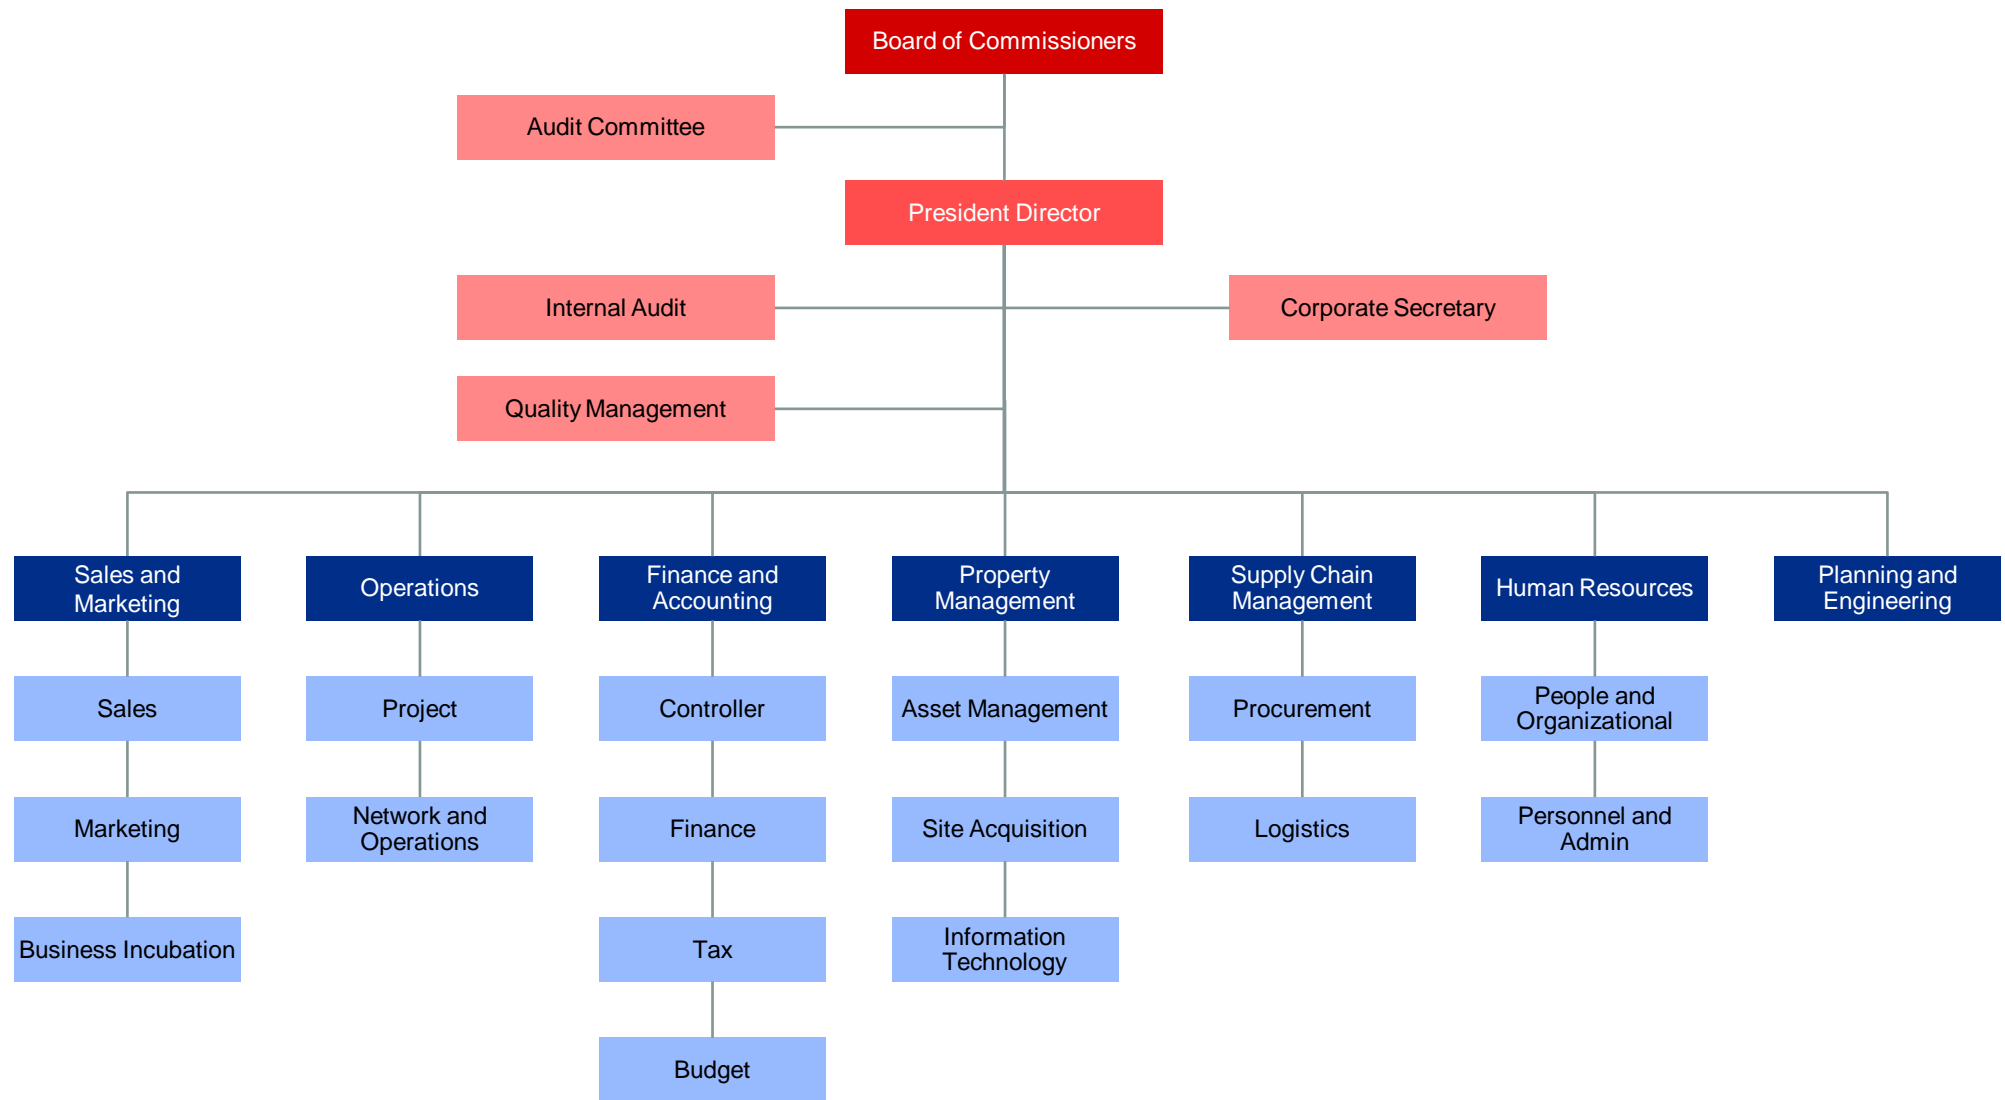 Board of Commissioners
Audit Committee
President Director
Internal Audit
Corporate Secretary
Quality Management
Sales and
Marketing
Operations
Finance and
Accounting
Property
Management
Supply Chain
Management
Human Resources
Planning and
Engineering
Sales
Project
Controller
Asset Management
Procurement
People and
Organizational
Marketing
Network and
Operations
Finance
Site Acquisition
Logistics
Personnel and
Admin
Business Incubation
Tax
Information
Technology
Budget